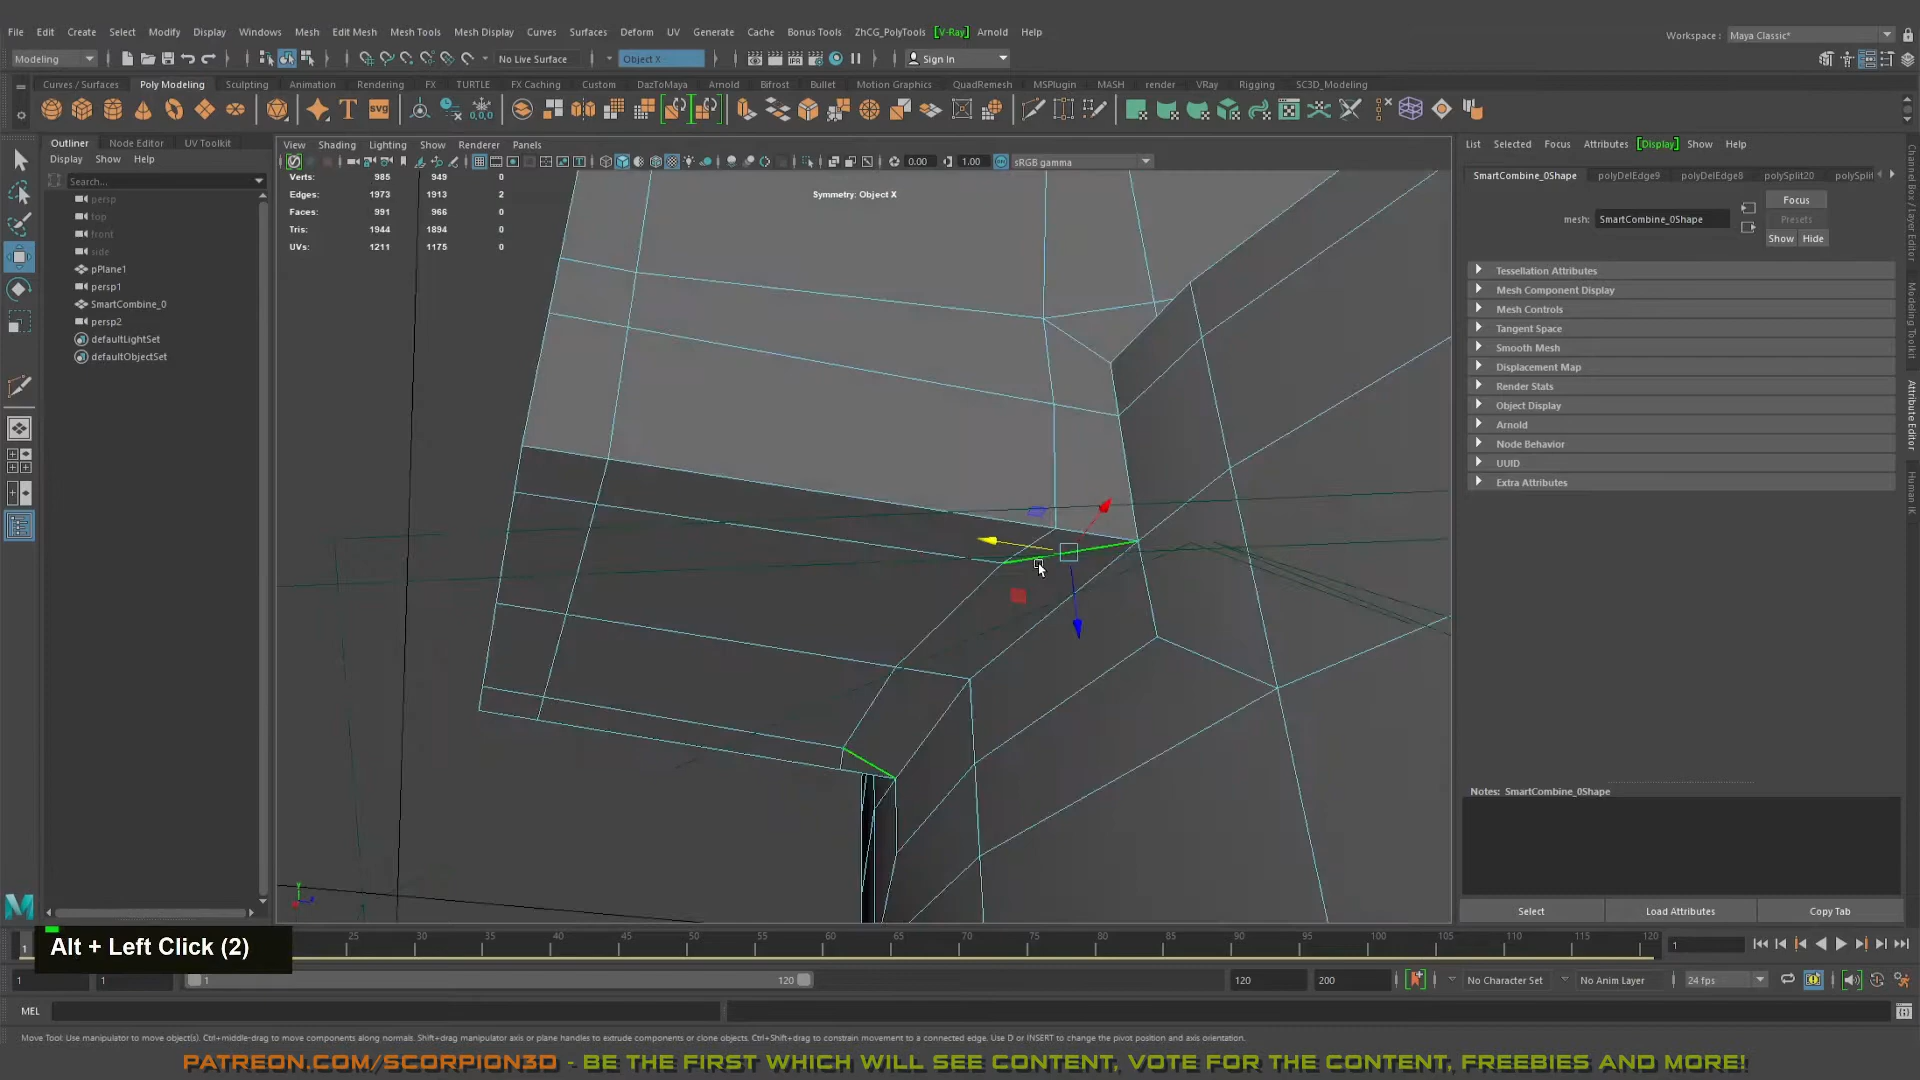 File Edit Create Select Modify Display Windows Mesh Edit Mesh Mesh Tools Mesh Display Curves Surfaces Deform UV Generate Cache Bonus Tools ZhCG_PolyTools [V-Ray] Arnold Help
Workspace : Maya Classic*
Modeling No Live Surface Object X Sign In
Curves / Surfaces Poly Modeling Sculpting Rigging Animation Rendering FX TURTLE FX Caching Custom DazToMaya Arnold Bifrost Bullet Motion Graphics QuadRemesh MSPlugin MASH render VRay Rigging SC3D_Modeling
Outliner Node Editor UV Toolkit
Display Show Help
Search...
persp
top
front
side
pPlane1
persp1
SmartCombine_0
persp2
defaultLightSet
defaultObjectSet
View Shading Lighting Show Renderer Panels
0.00 1.00 sRGB gamma
Verts: 985 949 0
Edges: 1973 1913 2
Faces: 991 966 0
Tris: 1944 1894 0
UVs: 1211 1175 0
Symmetry: Object X
List Selected Focus Attributes [Display] Show Help
SmartCombine_0Shape polyDelEdge9 polyDelEdge8 polySplit20 polySplit
Focus
mesh: SmartCombine_0Shape
Presets
Show Hide
Tessellation Attributes
Mesh Component Display
Mesh Controls
Tangent Space
Smooth Mesh
Displacement Map
Render Stats
Object Display
Arnold
Node Behavior
UUID
Extra Attributes
Notes: SmartCombine_0Shape
Select Load Attributes Copy Tab
Channel Box / Layer Editor
Modeling Toolkit
Attribute Editor
Human IK
Alt + Left Click (2)
1 25 30 35 40 45 50 55 60 65 70 75 80 85 90 95 100 105 110 115 120 1
1 1 1 120 120 200 No Character Set No Anim Layer 24 fps
MEL
Move Tool: Use manipulator to move object(s). Ctrl+middle-drag to move components along normals. Shift+drag manipulator axis or plane handles to extrude components or clone objects. Ctrl+Shift+drag to constrain movement to a connected edge. Use D or INSERT to change the pivot position and axis orientation.
PATREON.COM/SCORPION3D - BE THE FIRST WHICH WILL SEE CONTENT, VOTE FOR THE CONTENT, FREEBIES AND MORE!